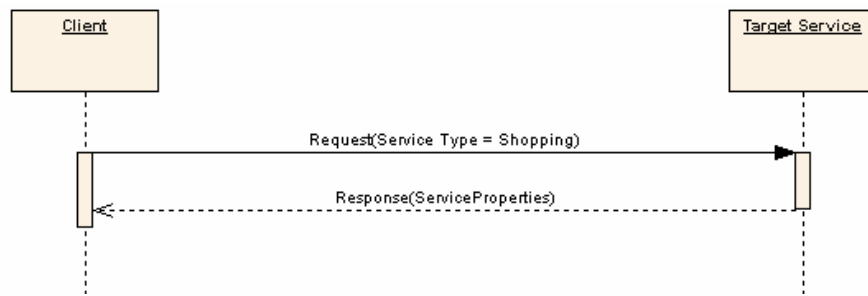 Client
Target Service
Request(Service Type = Shopping)
Response(ServiceProperties)